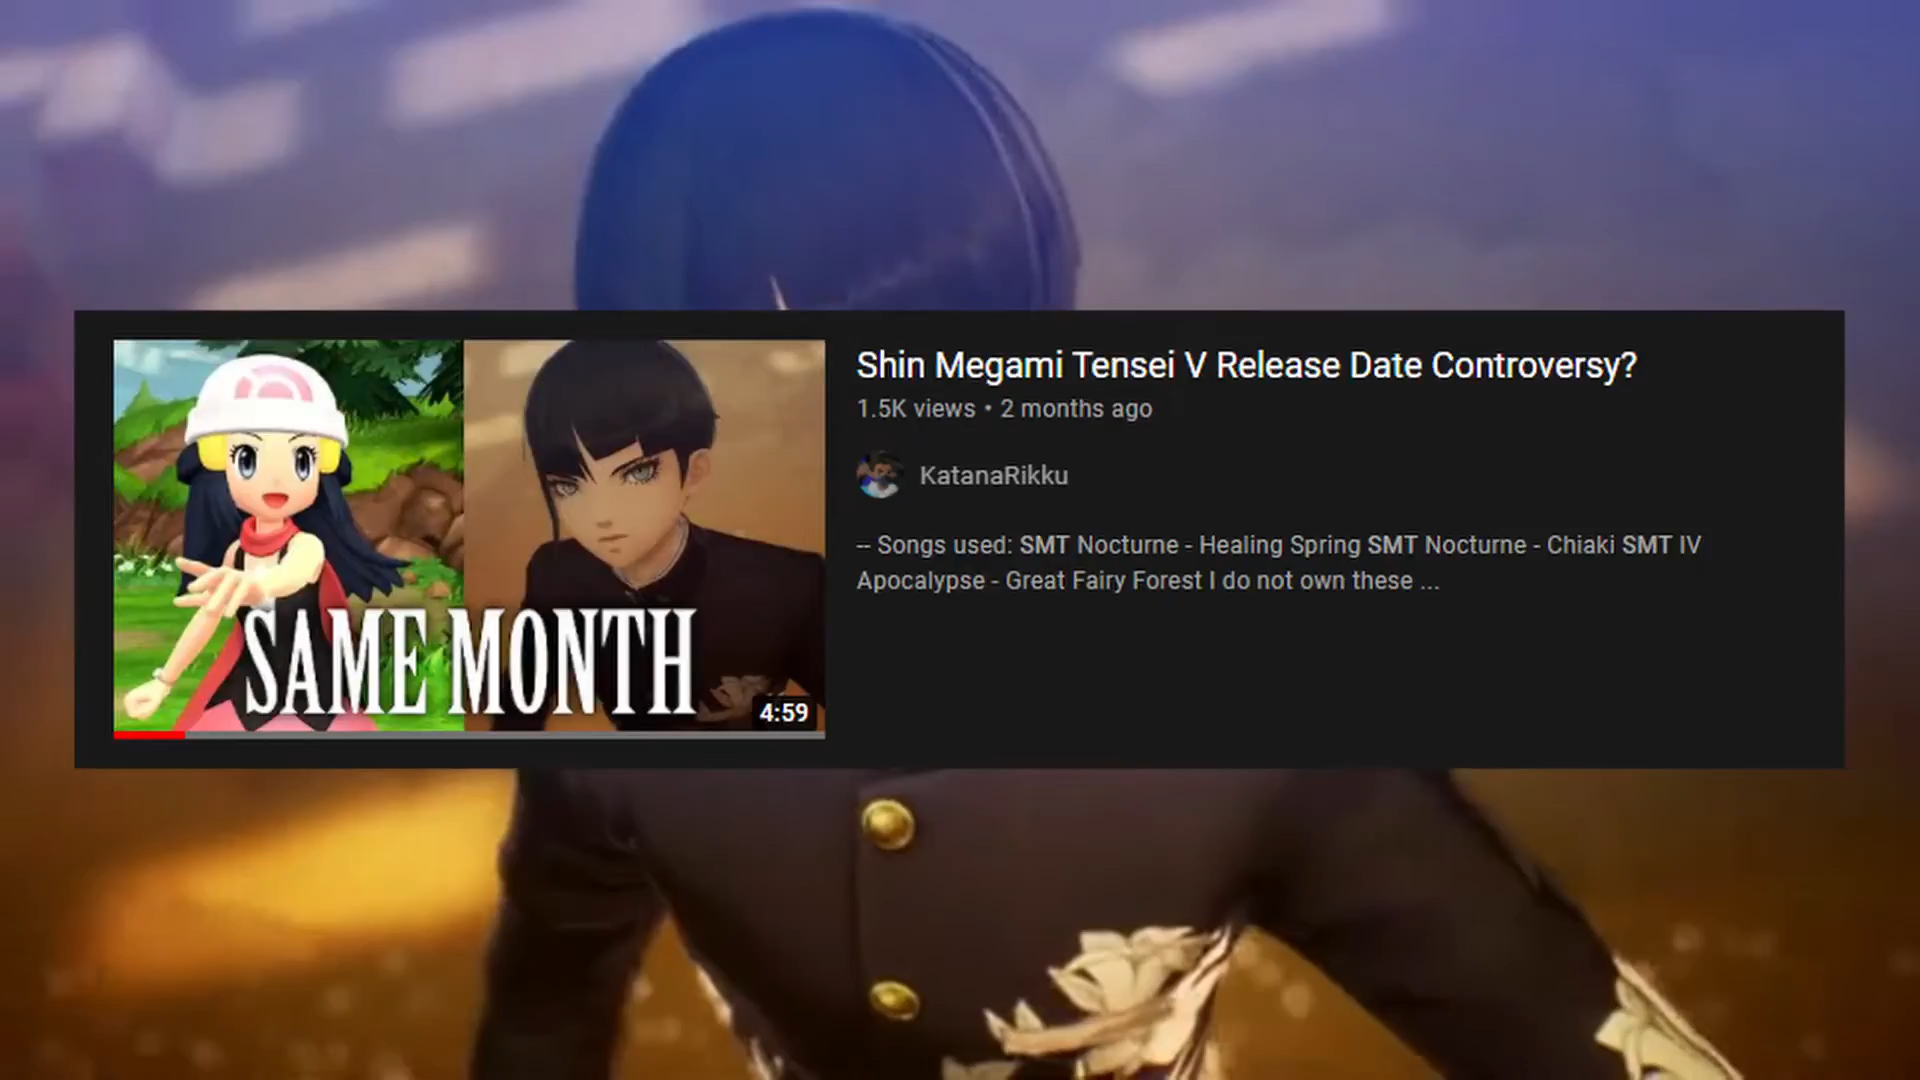 Shin Megami Tensei V Release Date Controversy?
1.5K views • 2 months ago
KatanaRikku
-- Songs used: SMT Nocturne - Healing Spring SMT Nocturne - Chiaki SMT IV
Apocalypse - Great Fairy Forest I do not own these ...
SAME MONTH
4:59